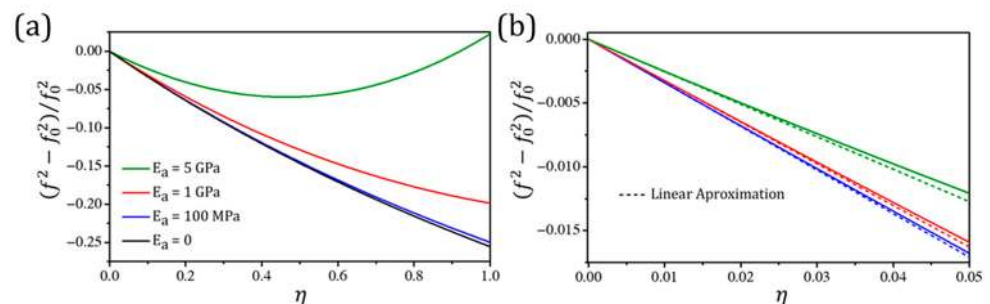 (a)
(f² − f₀²)/f₀²
0.00
−0.05
−0.10
−0.15
−0.20
−0.25
Eₐ = 5 GPa
Eₐ = 1 GPa
Eₐ = 100 MPa
Eₐ = 0
0.0 0.2 0.4 0.6 0.8 1.0
η
(b)
(f² − f₀²)/f₀²
0.000
−0.005
−0.010
−0.015
Linear Aproximation
0.00 0.01 0.02 0.03 0.04 0.05
η